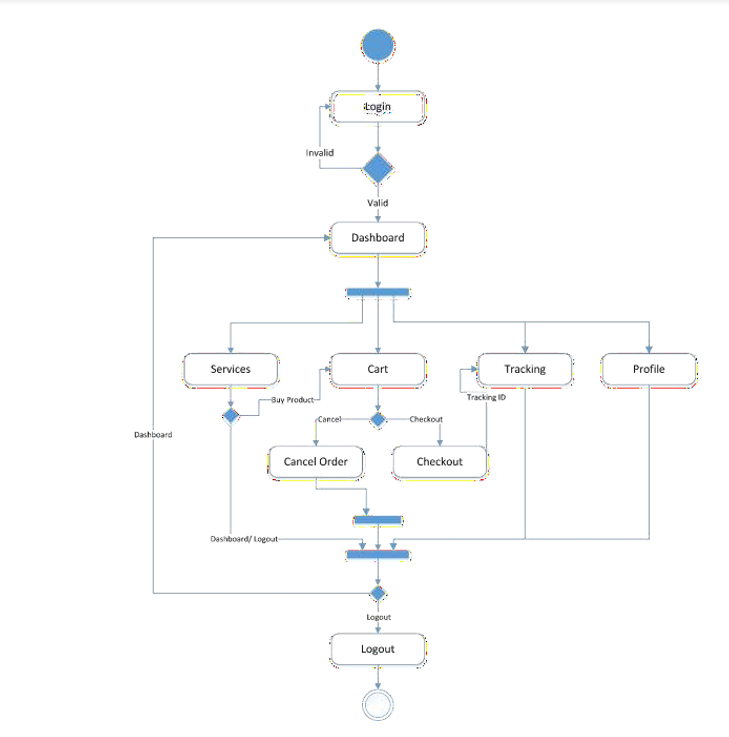 Login
Invalid
Valid
Dashboard
Services
Cart
Tracking
Profile
Buy Product
Tracking ID
Cancel
Checkout
Dashboard
Cancel Order
Checkout
Dashboard/ Logout
Logout
Logout